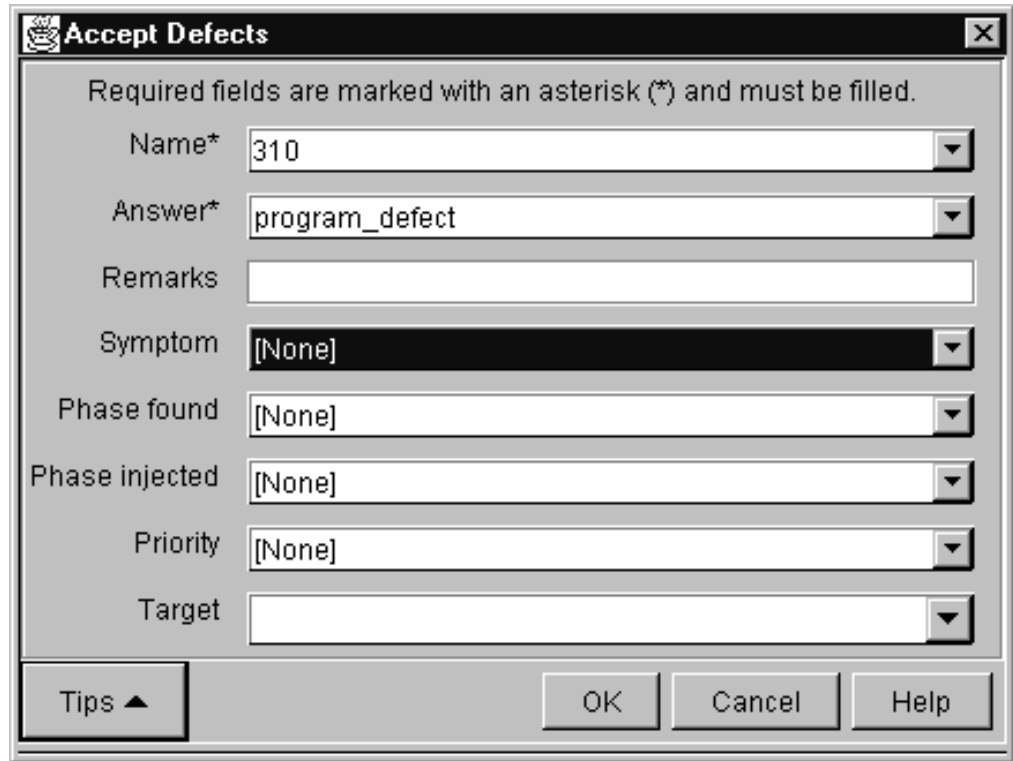 Accept Defects
Required fields are marked with an asterisk (*) and must be filled.
Name* 310
Answer* program_defect
Remarks
Symptom [None]
Phase found [None]
Phase injected [None]
Priority [None]
Target
Tips OK Cancel Help